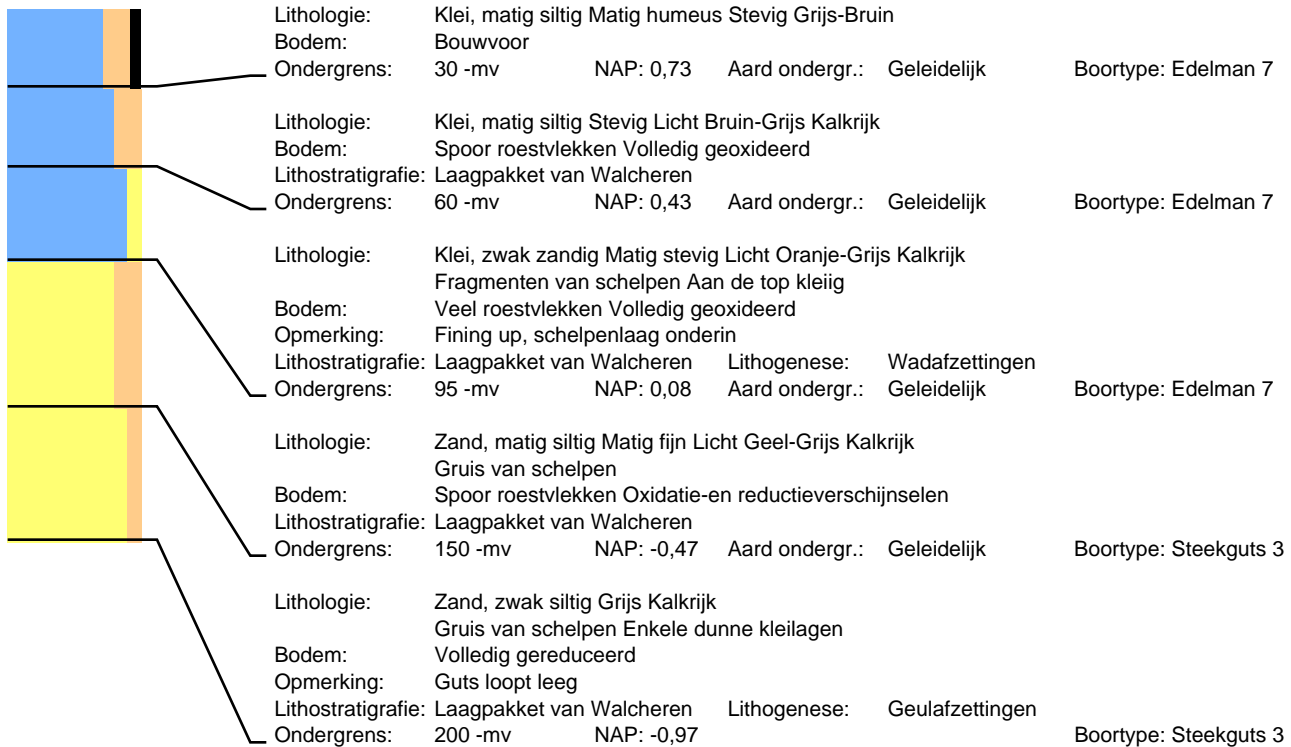 Lithologie: Klei, matig siltig Matig humeus Stevig Grijs-Bruin
Bodem: Bouwvoor
Ondergrens: 30 -mv NAP: 0,73 Aard ondergr.: Geleidelijk Boortype: Edelman 7
Lithologie: Klei, matig siltig Stevig Licht Bruin-Grijs Kalkrijk
Bodem: Spoor roestvlekken Volledig geoxideerd
Lithostratigrafie: Laagpakket van Walcheren
Ondergrens: 60 -mv NAP: 0,43 Aard ondergr.: Geleidelijk Boortype: Edelman 7
Lithologie: Klei, zwak zandig Matig stevig Licht Oranje-Grijs Kalkrijk
Fragmenten van schelpen Aan de top kleiig
Bodem: Veel roestvlekken Volledig geoxideerd
Opmerking: Fining up, schelpenlaag onderin
Lithostratigrafie: Laagpakket van Walcheren Lithogenese: Wadafzettingen
Ondergrens: 95 -mv NAP: 0,08 Aard ondergr.: Geleidelijk Boortype: Edelman 7
Lithologie: Zand, matig siltig Matig fijn Licht Geel-Grijs Kalkrijk
Gruis van schelpen
Bodem: Spoor roestvlekken Oxidatie-en reductieverschijnselen
Lithostratigrafie: Laagpakket van Walcheren
Ondergrens: 150 -mv NAP: -0,47 Aard ondergr.: Geleidelijk Boortype: Steekguts 3
Lithologie: Zand, zwak siltig Grijs Kalkrijk
Gruis van schelpen Enkele dunne kleilagen
Bodem: Volledig gereduceerd
Opmerking: Guts loopt leeg
Lithostratigrafie: Laagpakket van Walcheren Lithogenese: Geulafzettingen
Ondergrens: 200 -mv NAP: -0,97 Boortype: Steekguts 3